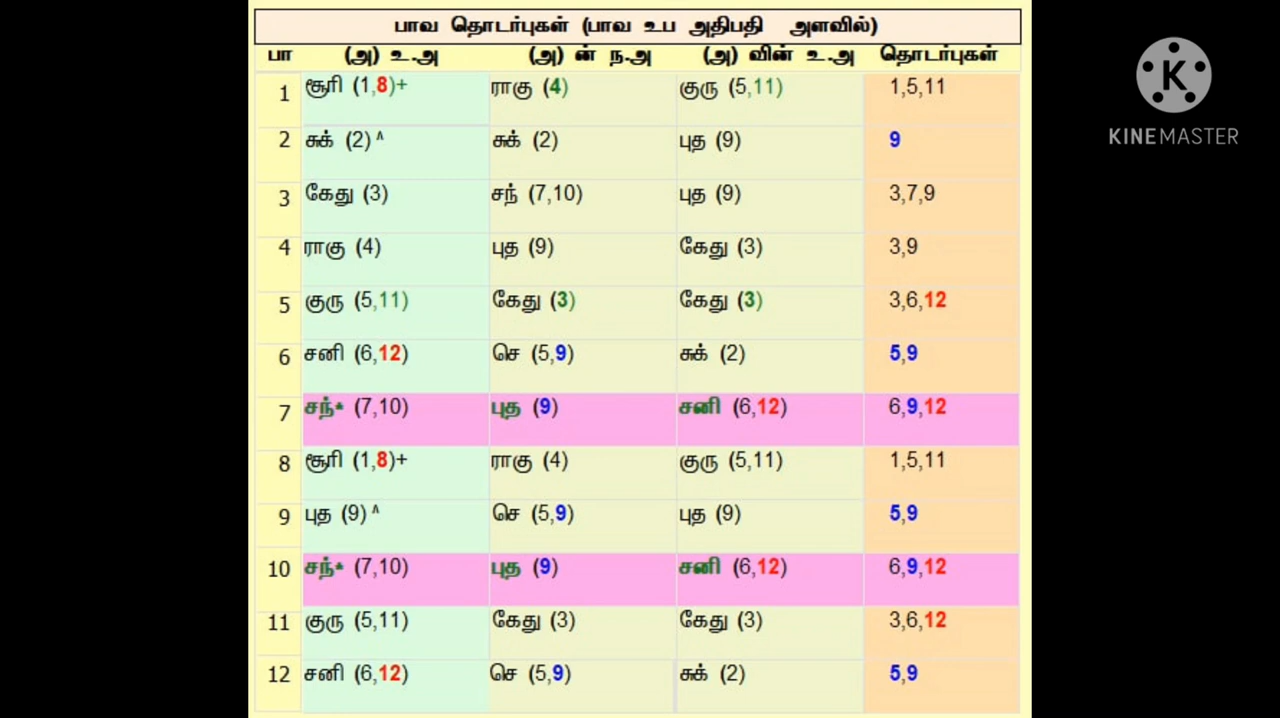 பாவ தொடர்புகள் (பாவ உப அதிபதி அளவில்)
பா (அ) உ.அ (அ) ன் ந.அ (அ) வின் உ.அ தொடர்புகள்
1 சூரி (1,8)+ ராகு (4) குரு (5,11) 1,5,11
2 சுக் (2)^ சுக் (2) புத (9) 9
3 கேது (3) சந் (7,10) புத (9) 3,7,9
4 ராகு (4) புத (9) கேது (3) 3,9
5 குரு (5,11) கேது (3) கேது (3) 3,6,12
6 சனி (6,12) செ (5,9) சுக் (2) 5,9
7 சந்* (7,10) புத (9) சனி (6,12) 6,9,12
8 சூரி (1,8)+ ராகு (4) குரு (5,11) 1,5,11
9 புத (9)^ செ (5,9) புத (9) 5,9
10 சந்* (7,10) புத (9) சனி (6,12) 6,9,12
11 குரு (5,11) கேது (3) கேது (3) 3,6,12
12 சனி (6,12) செ (5,9) சுக் (2) 5,9
K
KINEMASTER